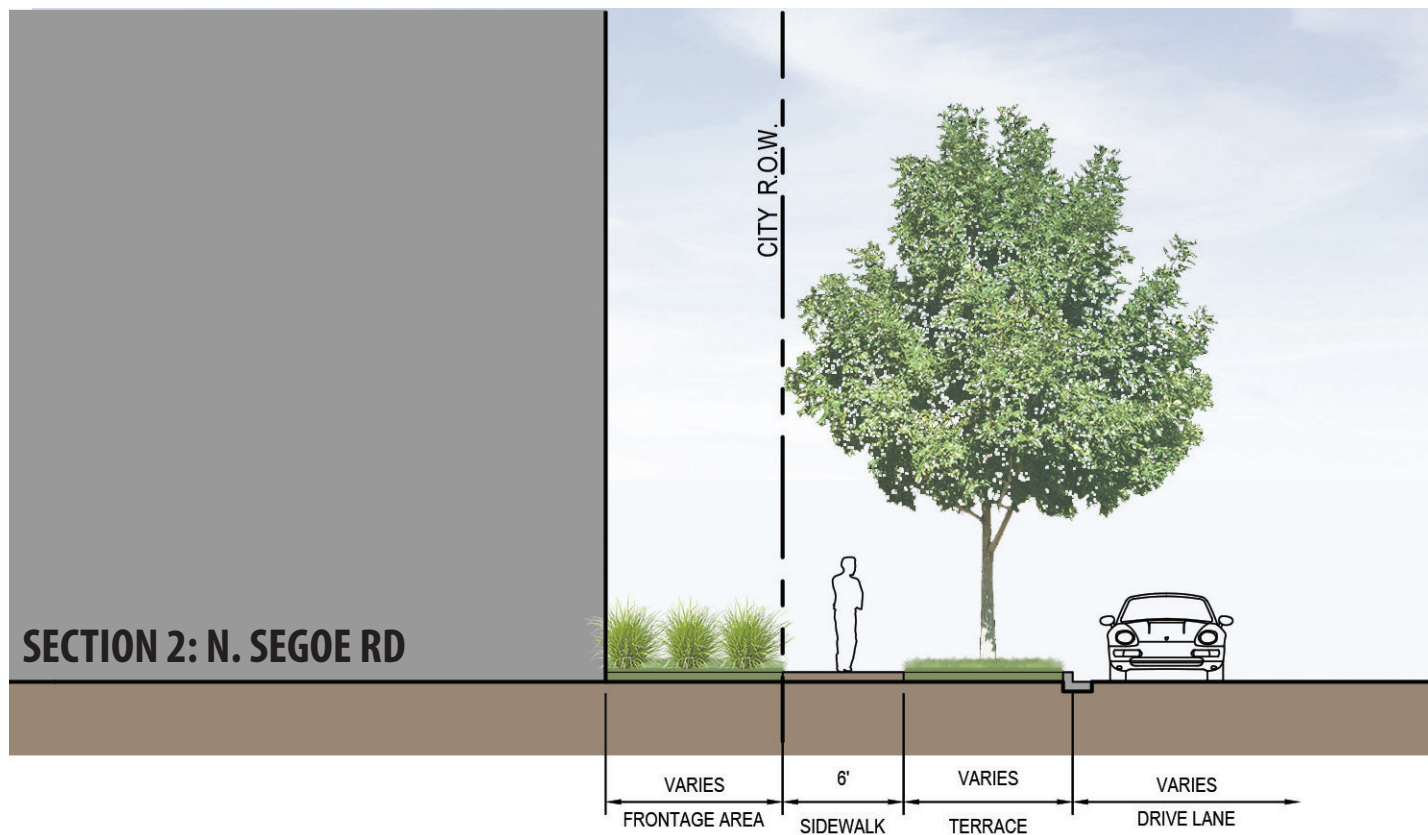 CITY R.O.W.
SECTION 2: N. SEGOE RD
VARIES
FRONTAGE AREA
6'
SIDEWALK
VARIES
TERRACE
VARIES
DRIVE LANE